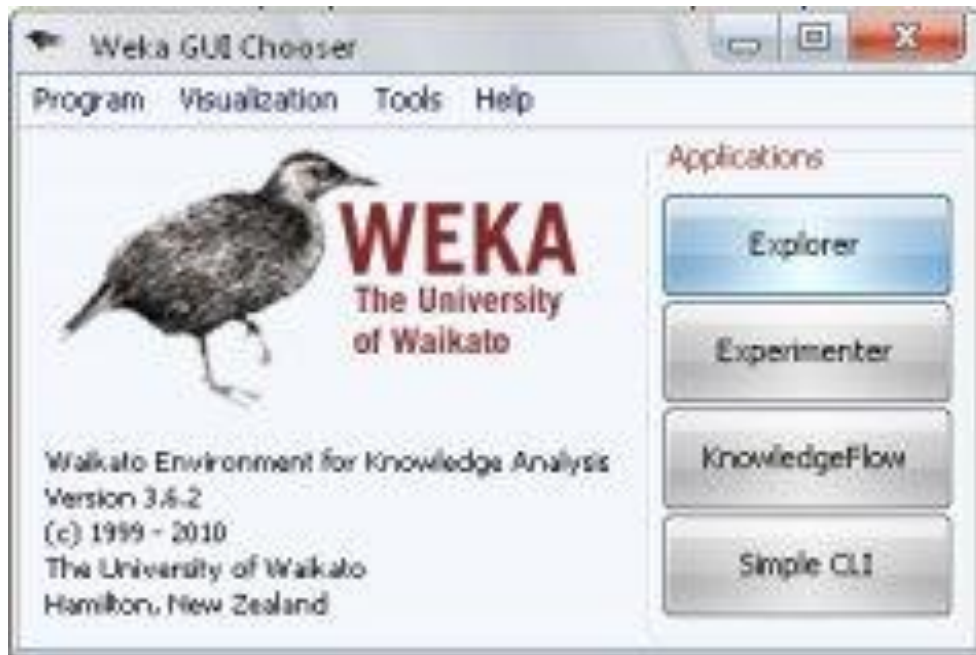 Weka GUI Chooser
Program Visualization Tools Help
WEKA
The University
of Waikato
Waikato Environment for Knowledge Analysis
Version 3.6.2
(c) 1999 - 2010
The University of Waikato
Hamilton, New Zealand
Applications
Explorer
Experimenter
KnowledgeFlow
Simple CLI